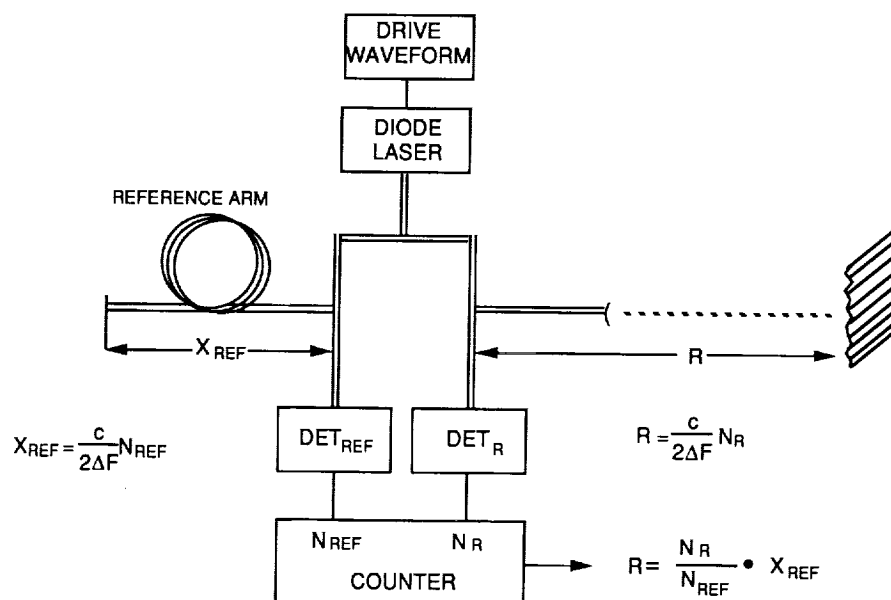 DRIVE
WAVEFORM
DIODE
LASER
REFERENCE ARM
X_REF
R
DET_REF
DET_R
X_REF = c/2ΔF N_REF
R = c/2ΔF N_R
N_REF
N_R
COUNTER
R = N_R/N_REF • X_REF